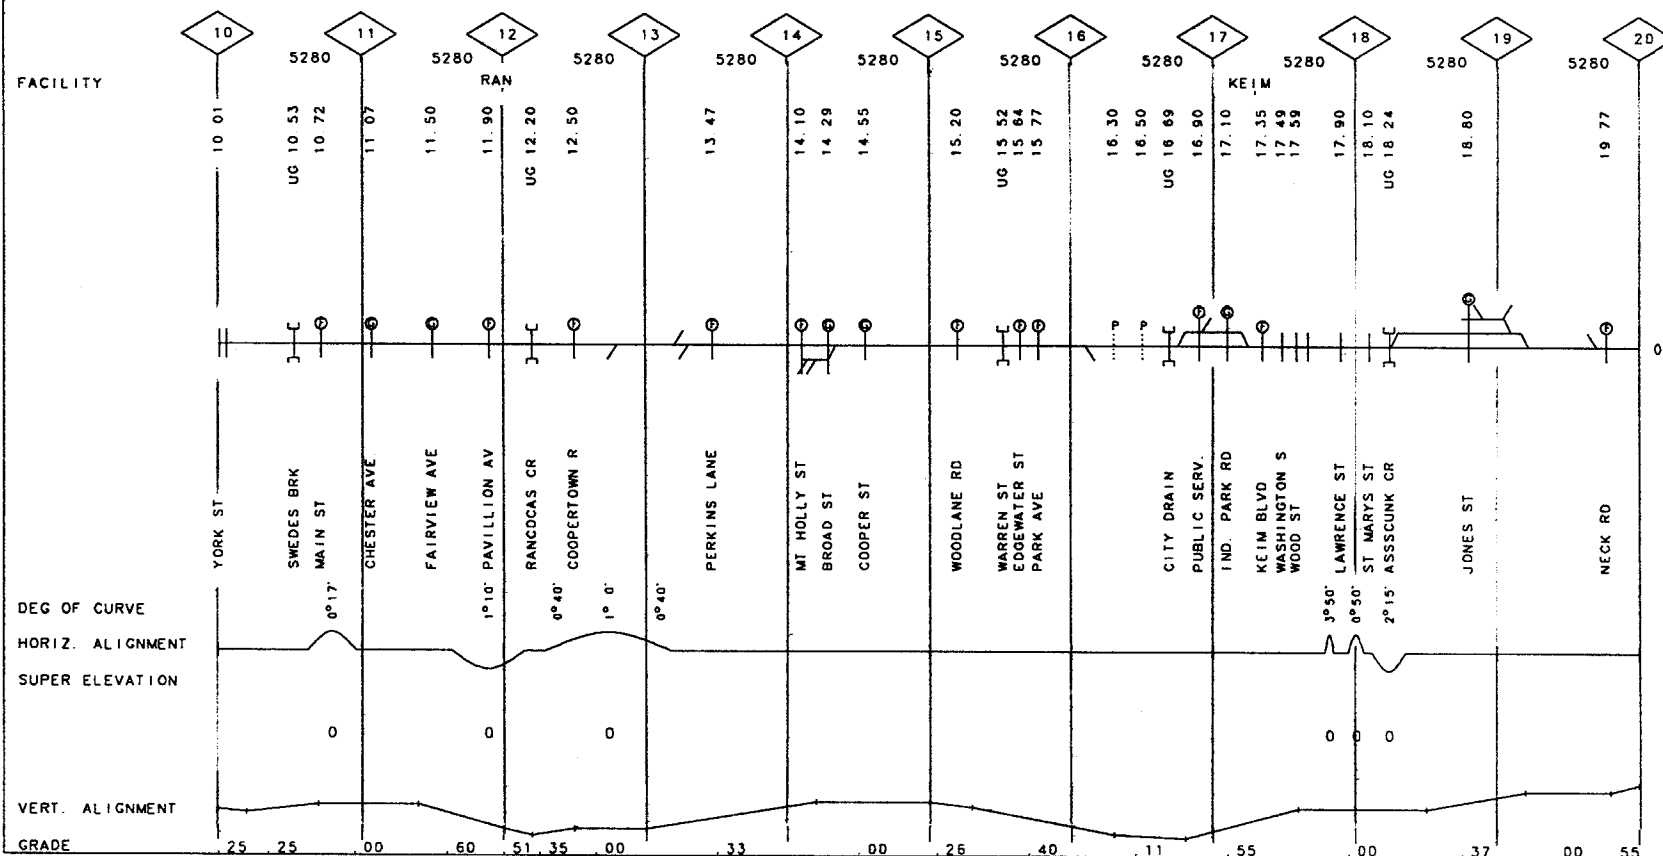 10 11 12 13 14 15 16 17 18 19 20
5280 5280 5280 5280 5280 5280 5280 5280 5280 5280
FACILITY
RAN KEIM
10 01
UG 10 53
10 72
11 07
11 50
11 90
UG 12 20
12 50
13 47
14 10
14 29
14. 55
15. 20
UG 15 52
15 64
15 77
16. 30
16. 50
UG 16 69
16. 90
17. 10
17. 35
17 49
17 59
17. 90
18. 10
UG 18 24
18. 80
19 77
P P
0
YORK ST
SWEDES BRK
MAIN ST
CHESTER AVE
FAIRVIEW AVE
PAVILLION AV
RANCOCAS CR
COOPERTOWN R
PERKINS LANE
MT HOLLY ST
BROAD ST
COOPER ST
WOODLANE RD
WARREN ST
EDGEWATER ST
PARK AVE
CITY DRAIN
PUBLIC SERV.
IND. PARK RD
KEIM BLVD
WASHINGTON S
WOOD ST
LAWRENCE ST
ST MARYS ST
ASSSCUNK CR
JONES ST
NECK RD
DEG OF CURVE
0°17' 1°10' 0°40' 1° 0' 0°40' 3°50' 0°50' 2°15'
HORIZ. ALIGNMENT
SUPER ELEVATION
0 0 0 0 0 0
VERT. ALIGNMENT
GRADE
.25 .25 .00 .60 .51 .35 .00 .33 .00 .26 .40 .11 .55 .00 .37 .00 .55